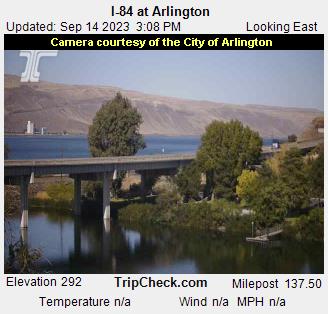 I-84 at Arlington
Updated: Sep 14 2023 3:08 PM Looking East
Camera courtesy of the City of Arlington
Elevation 292 TripCheck.com Milepost 137.50
Temperature n/a Wind n/a MPH n/a